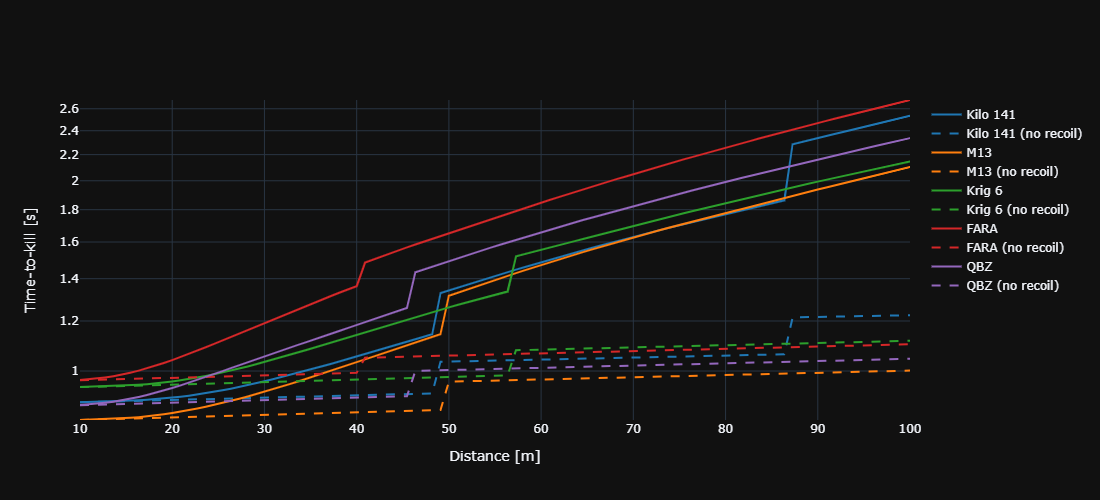 Time-to-kill [s]
2.6
2.4
2.2
2
1.8
1.6
1.4
1.2
1
10 20 30 40 50 60 70 80 90 100
Distance [m]
Kilo 141
Kilo 141 (no recoil)
M13
M13 (no recoil)
Krig 6
Krig 6 (no recoil)
FARA
FARA (no recoil)
QBZ
QBZ (no recoil)